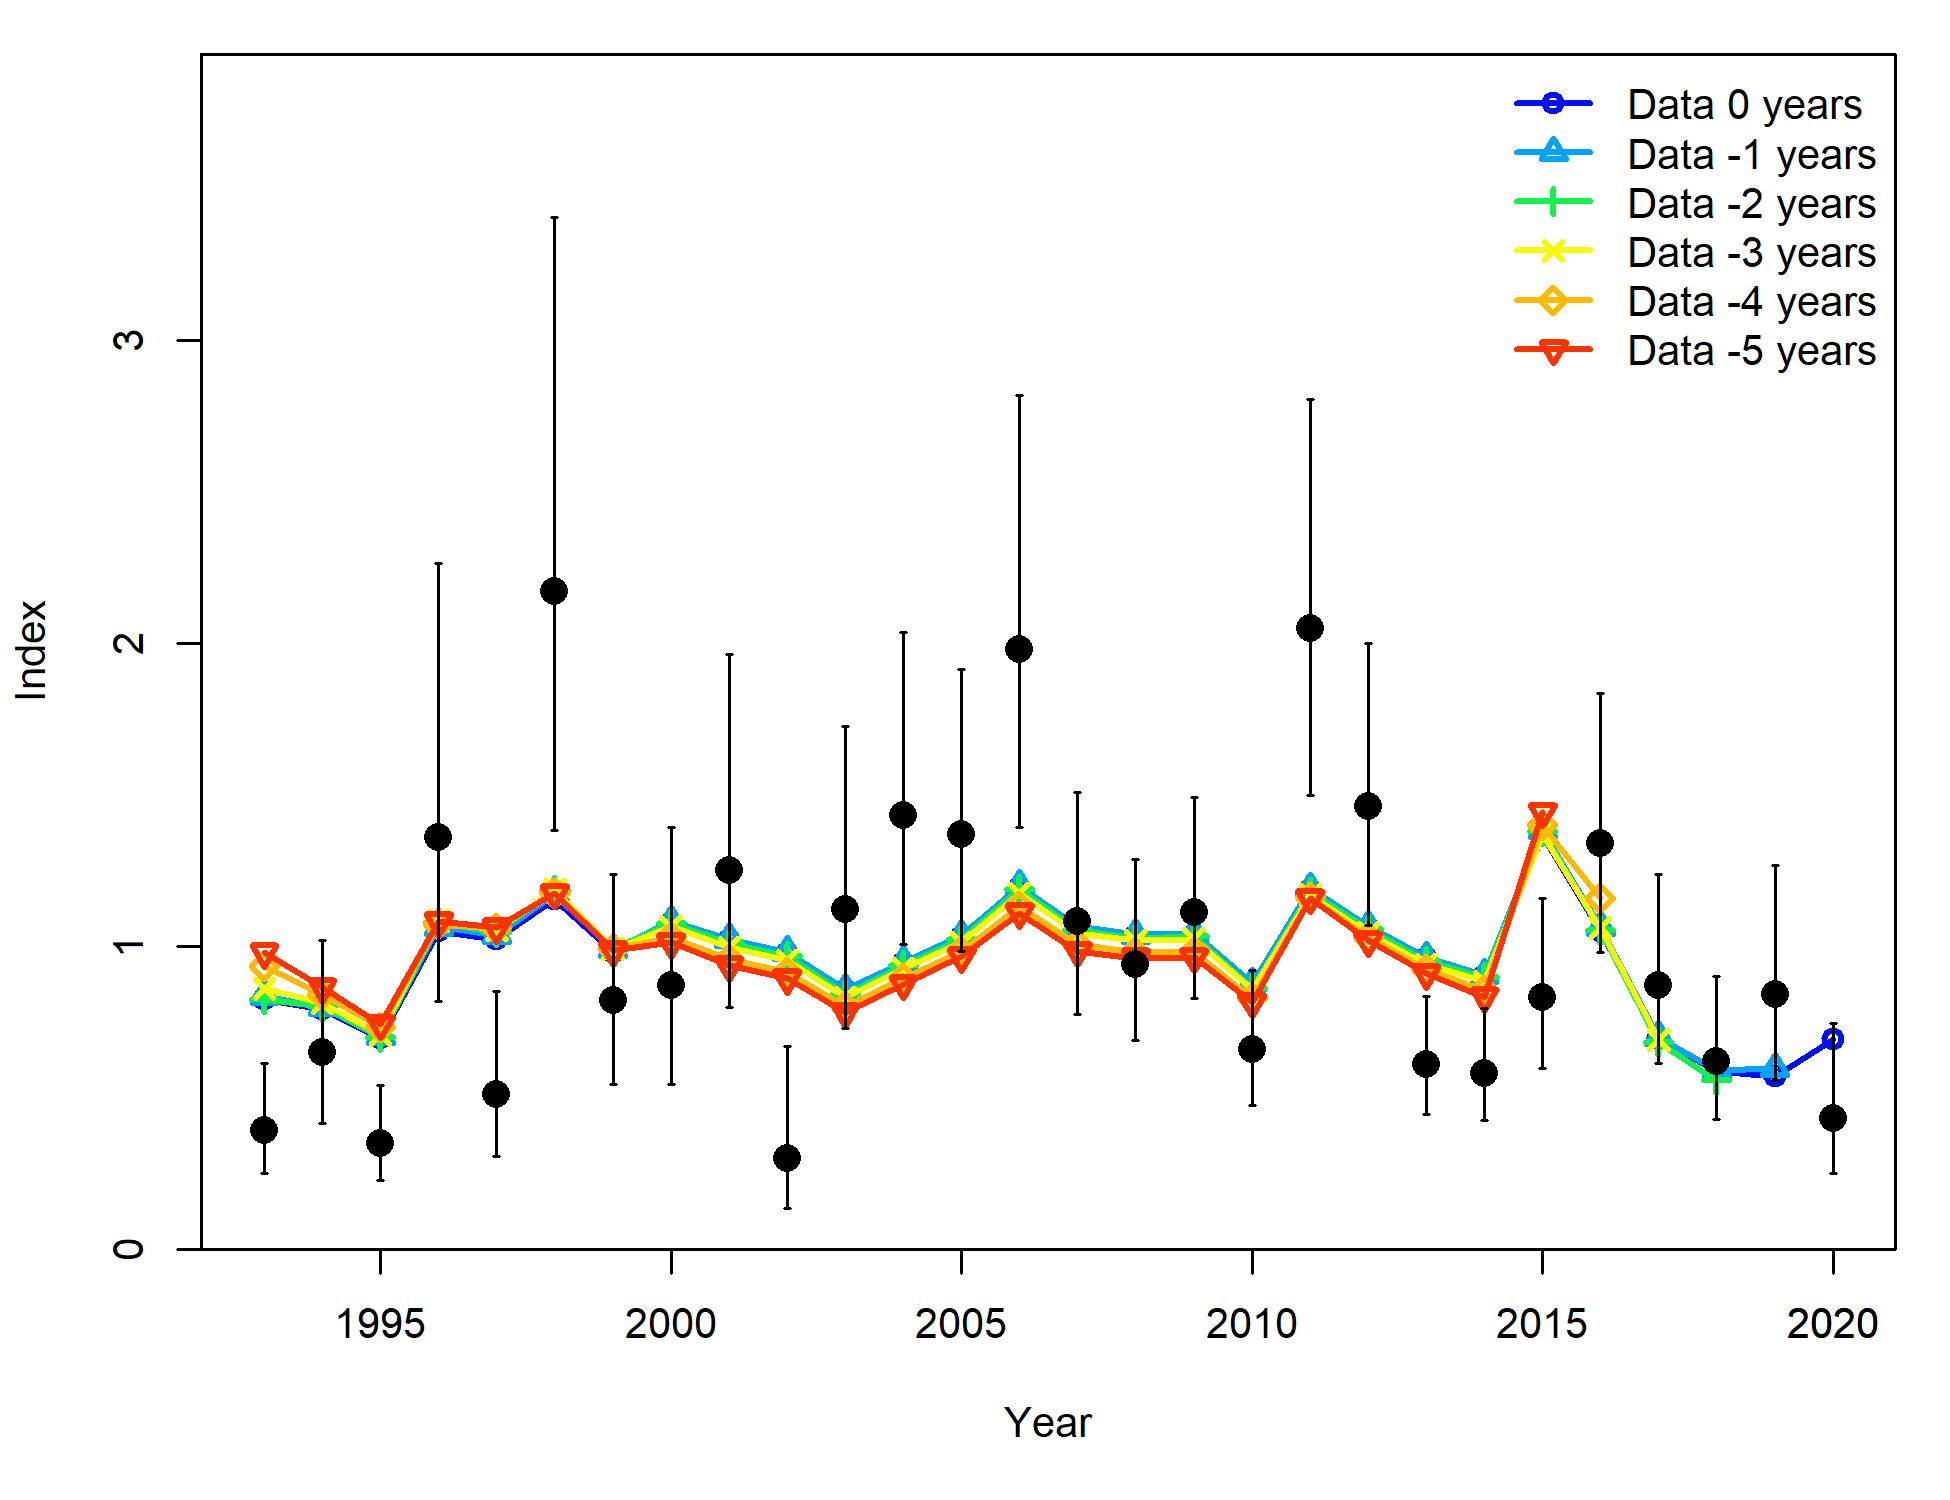 Data 0 years
Data -1 years
Data -2 years
Data -3 years
Data -4 years
Data -5 years
3
2
1
0
Index
1995 2000 2005 2010 2015 2020
Year